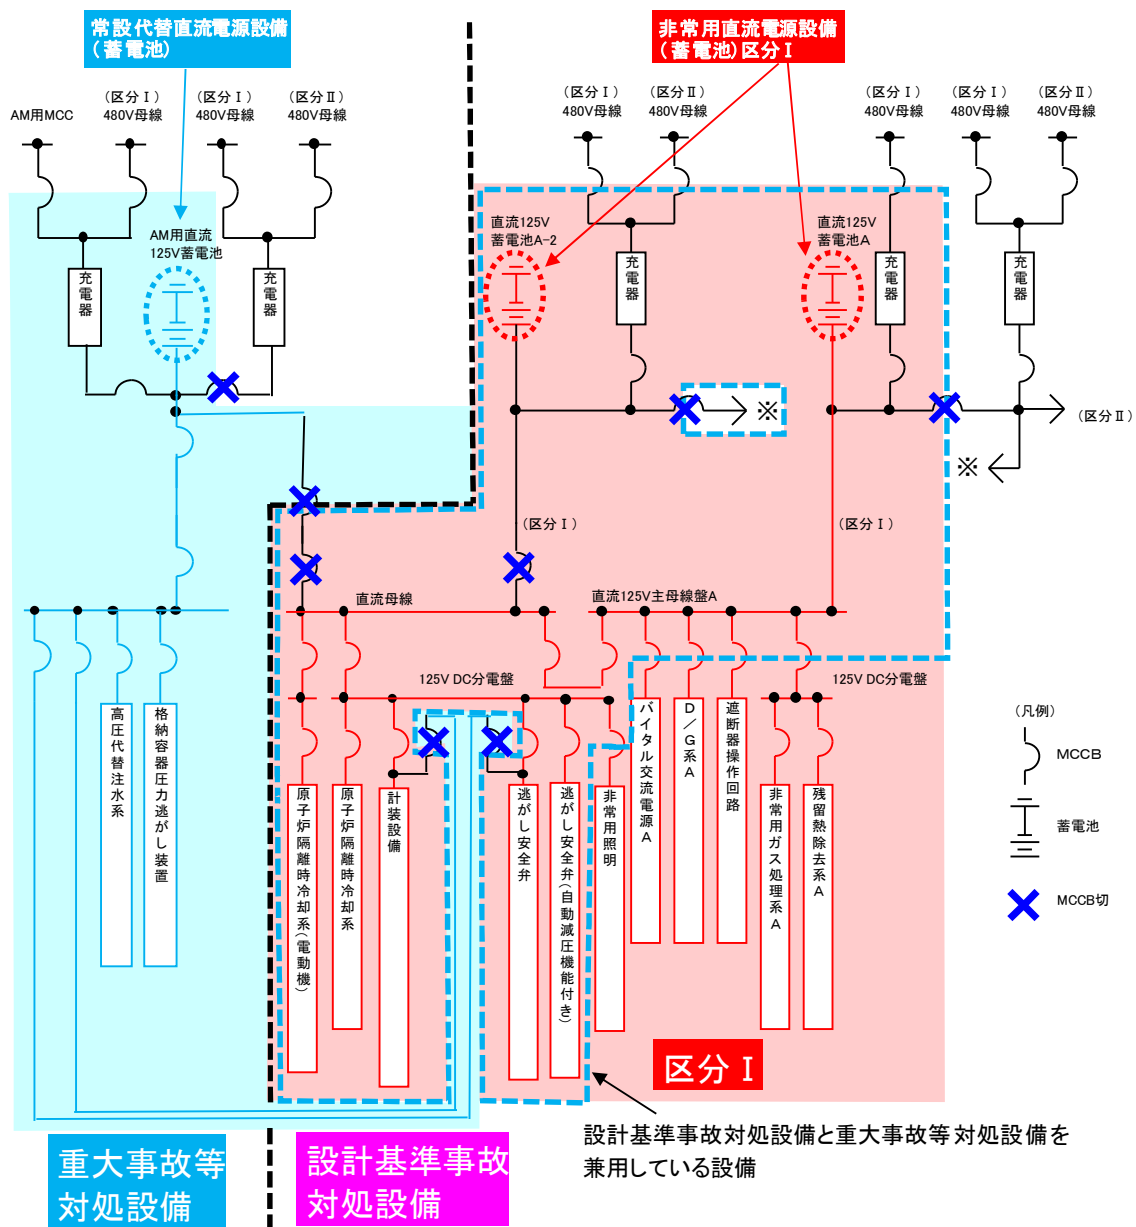 常設代替直流電源設備
(蓄電池)
非常用直流電源設備
(蓄電池)区分Ⅰ
AM用MCC
(区分Ⅰ)
480V母線
(区分Ⅰ)
480V母線
(区分Ⅱ)
480V母線
(区分Ⅰ)
480V母線
(区分Ⅱ)
480V母線
(区分Ⅰ)
480V母線
(区分Ⅰ)
480V母線
(区分Ⅱ)
480V母線
AM用直流
125V蓄電池
充電器
充電器
直流125V
蓄電池A-2
充電器
直流125V
蓄電池A
充電器
充電器
※
(区分Ⅱ)
※
(区分Ⅰ)
(区分Ⅰ)
直流母線
直流125V主母線盤A
125V DC分電盤
125V DC分電盤
高圧代替注水系
格納容器圧力逃がし装置
原子炉隔離時冷却系(電動機)
原子炉隔離時冷却系
計装設備
逃がし安全弁
逃がし安全弁(自動減圧機能付き)
非常用照明
バイタル交流電源A
D/G系A
遮断器操作回路
非常用ガス処理系A
残留熱除去系A
(凡例)
MCCB
蓄電池
MCCB切
区分Ⅰ
設計基準事故対処設備と重大事故等対処設備を
兼用している設備
重大事故等
対処設備
設計基準事故
対処設備